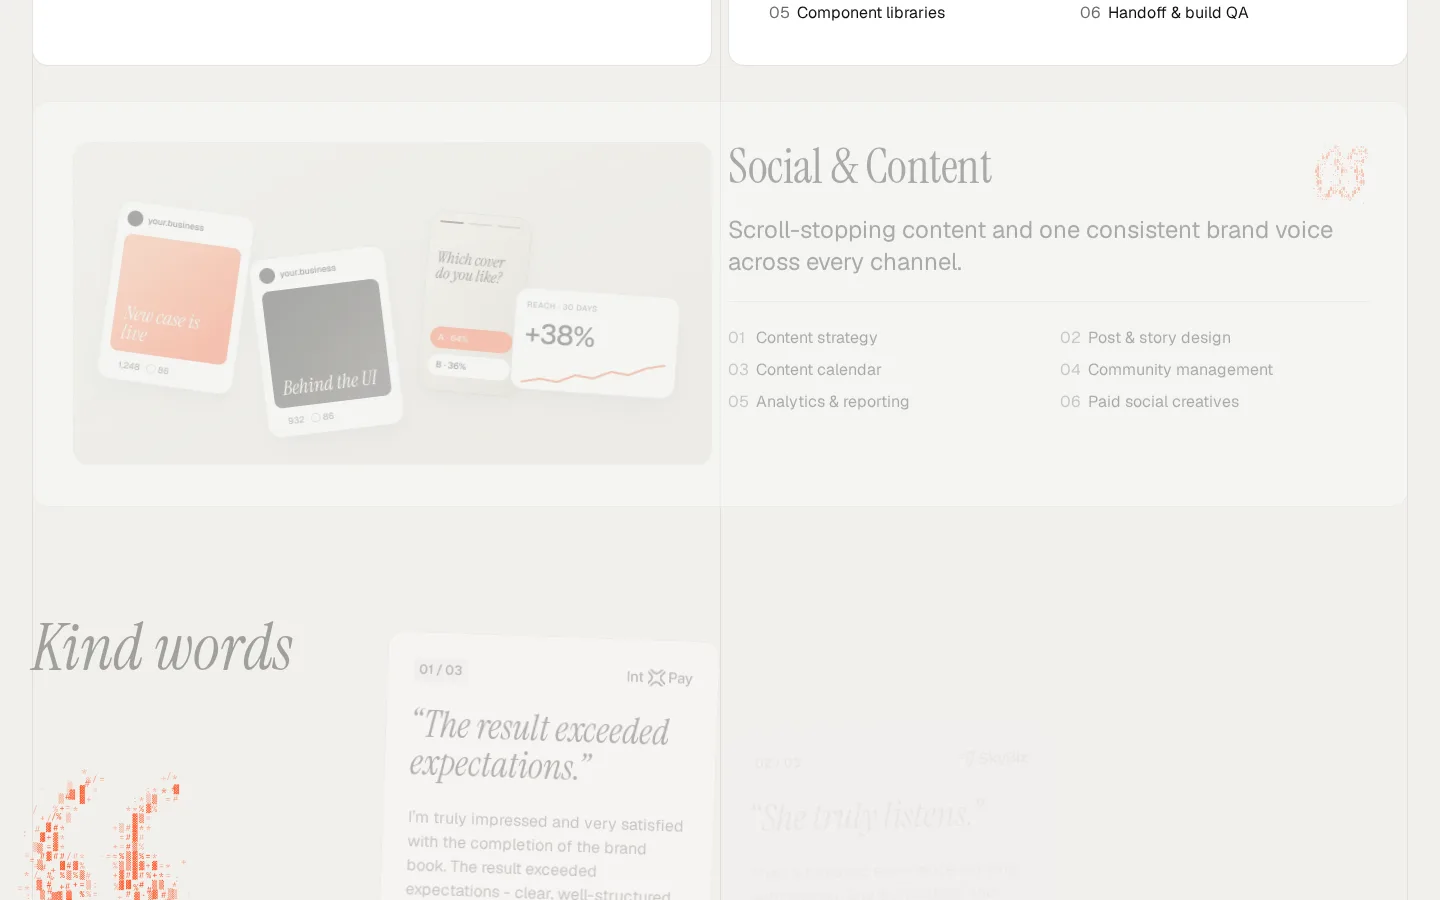 05 Component libraries
06 Handoff & build QA
your.business
New case is
live
1,248 86
your.business
Behind the UI
932 86
Which cover
do you like?
A · 64%
B · 36%
REACH · 30 DAYS
+38%
Social & Content
Scroll-stopping content and one consistent brand voice
across every channel.
01 Content strategy
02 Post & story design
03 Content calendar
04 Community management
05 Analytics & reporting
06 Paid social creatives
Kind words
01 / 03
Int Pay
“The result exceeded
expectations.”
I’m truly impressed and very satisfied
with the completion of the brand
book. The result exceeded
expectations - clear, well-structured
02 / 03
“She truly listens.”